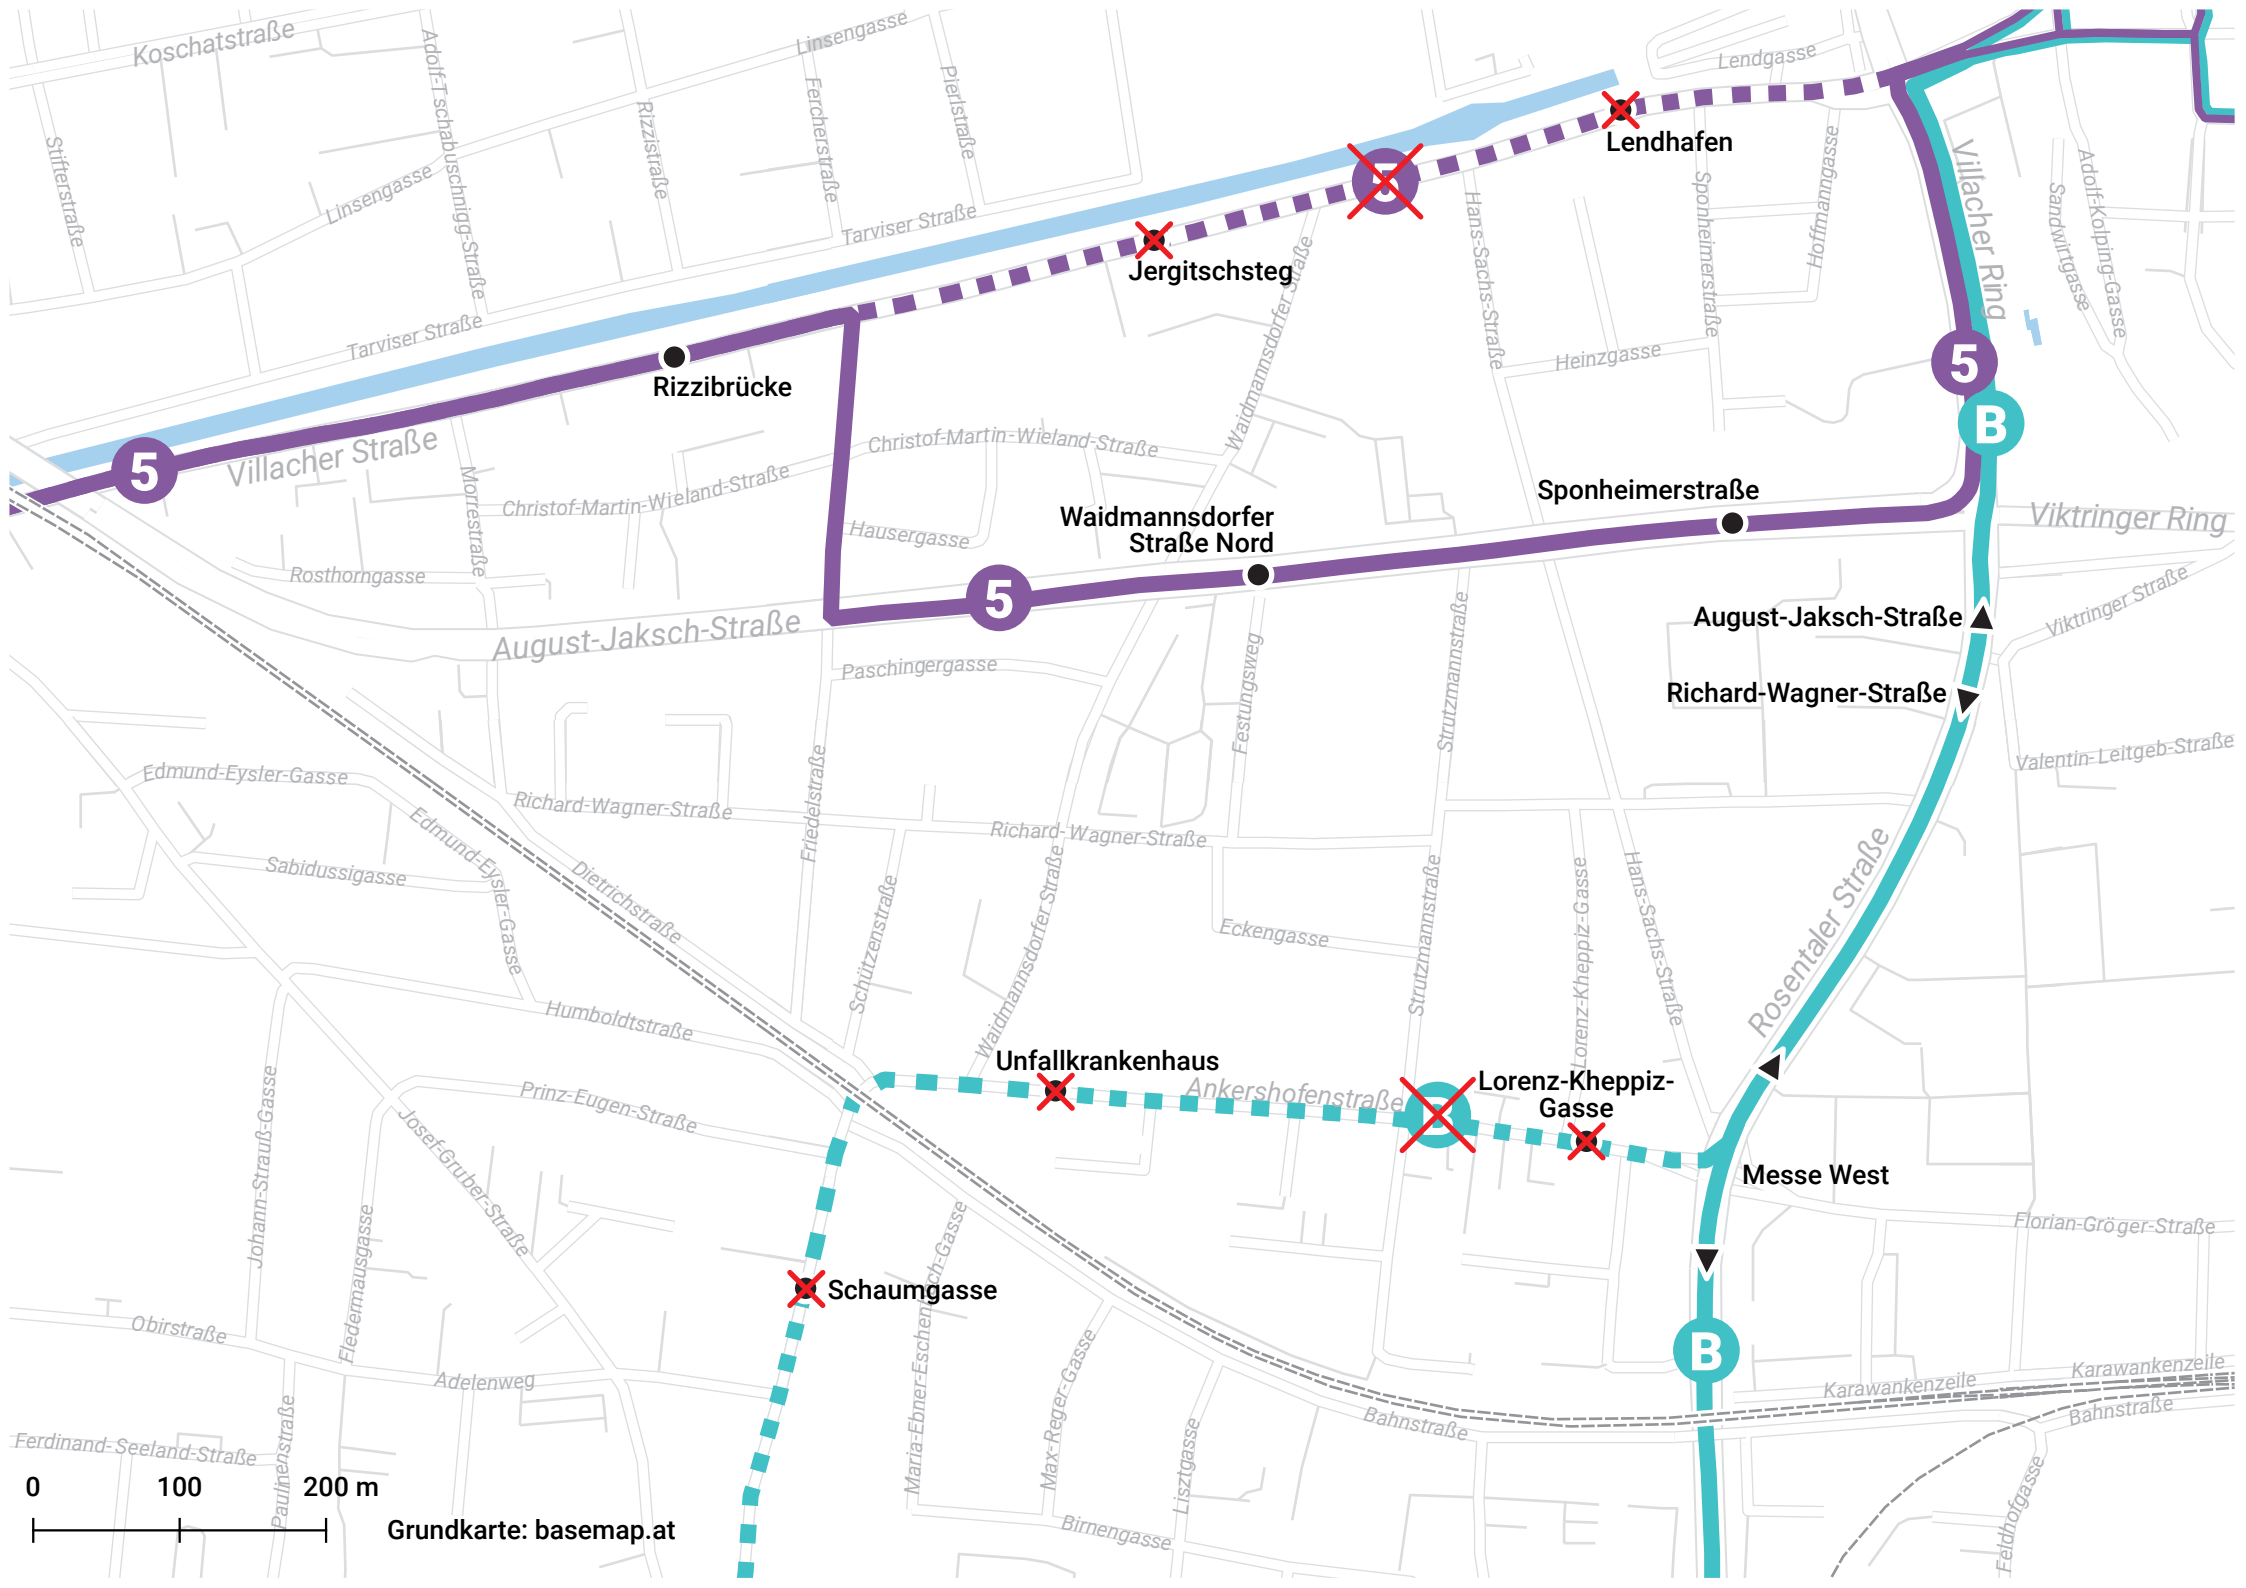 Koschatstraße
Adolf-Tschabuschnigg-Straße
Linsengasse
Lendgasse
Stifterstraße
Rizzistraße
Fercherstraße
Pierlstraße
Lendhafen
5
Linsengasse
Tarviser Straße
Jergitschsteg
Waidmannsdorfer Straße
Hans-Sachs-Straße
Sponheimerstraße
Hoffmanngasse
Villacher Ring
Sandwirtgasse
Adolf-Kolping-Gasse
Tarviser Straße
Rizzibrücke
Heinzgasse
5
B
5
Villacher Straße
Morrestraße
Christof-Martin-Wieland-Straße
Christof-Martin-Wieland-Straße
Hausergasse
Waidmannsdorfer
Straße Nord
Sponheimerstraße
Viktringer Ring
Rosthorngasse
5
August-Jaksch-Straße
August-Jaksch-Straße
Viktringer Straße
Paschingergasse
Festungsweg
Strutzmannstraße
Richard-Wagner-Straße
Valentin-Leitgeb-Straße
Edmund-Eysler-Gasse
Richard-Wagner-Straße
Friedelstraße
Richard-Wagner-Straße
Edmund-Eysler-Gasse
Sabidussigasse
Dietrichstraße
Schützenstraße
Waidmannsdorfer Straße
Eckengasse
Strutzmannstraße
Lorenz-Kheppiz-Gasse
Hans-Sachs-Straße
Rosentaler Straße
Humboldtstraße
Unfallkrankenhaus
Ankershofenstraße
B
Lorenz-Kheppiz-
Gasse
Prinz-Eugen-Straße
Johann-Strauß-Gasse
Josef-Gruber-Straße
Messe West
Fledermausgasse
Florian-Gröger-Straße
Schaumgasse
Maria-Ebner-Eschenbach-Gasse
Obirstraße
B
Max-Reger-Gasse
Adelenweg
Karawankenzeile
Karawankenzeile
Bahnstraße
Bahnstraße
Lisztgasse
Ferdinand-Seeland-Straße
Paulinenstraße
Feldhofgasse
0 100 200 m
Birnengasse
Grundkarte: basemap.at